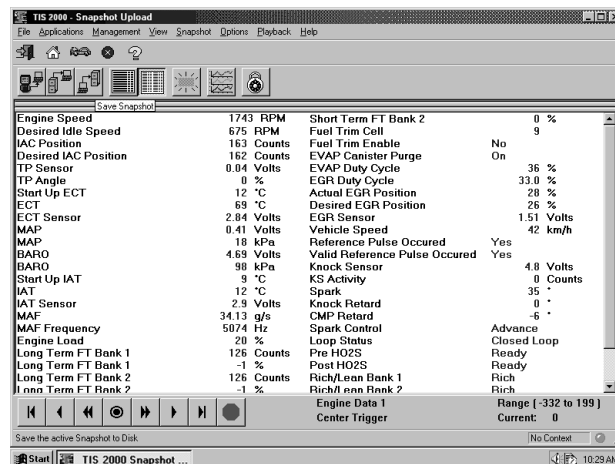 TIS 2000 - Snapshot Upload
File Applications Management View Snapshot Options Playback Help
Save Snapshot
Engine Speed 1743 RPM Short Term FT Bank 2 0 %
Desired Idle Speed 675 RPM Fuel Trim Cell 9
IAC Position 163 Counts Fuel Trim Enable No
Desired IAC Position 162 Counts EVAP Canister Purge On
TP Sensor 0.04 Volts EVAP Duty Cycle 36 %
TP Angle 0 % EGR Duty Cycle 33.0 %
Start Up ECT 12 °C Actual EGR Position 28 %
ECT 69 °C Desired EGR Position 26 %
ECT Sensor 2.84 Volts EGR Sensor 1.51 Volts
MAP 0.41 Volts Vehicle Speed 42 km/h
MAP 18 kPa Reference Pulse Occured Yes
BARO 4.69 Volts Valid Reference Pulse Occured Yes
BARO 98 kPa Knock Sensor 4.8 Volts
Start Up IAT 9 °C KS Activity 0 Counts
IAT 12 °C Spark 35 °
IAT Sensor 2.9 Volts Knock Retard 0 °
MAF 34.13 g/s CMP Retard -6 °
MAF Frequency 5074 Hz Spark Control Advance
Engine Load 20 % Loop Status Closed Loop
Long Term FT Bank 1 126 Counts Pre HO2S Ready
Long Term FT Bank 1 -1 % Post HO2S Ready
Long Term FT Bank 2 126 Counts Rich/Lean Bank 1 Rich
Long Term FT Bank 2 -1 % Rich/Lean Bank 2 Rich
Engine Data 1 Range (-332 to 199)
Center Trigger Current: 0
Save the active Snapshot to Disk No Context
Start TIS 2000 Snapshot ... 10:29 AM